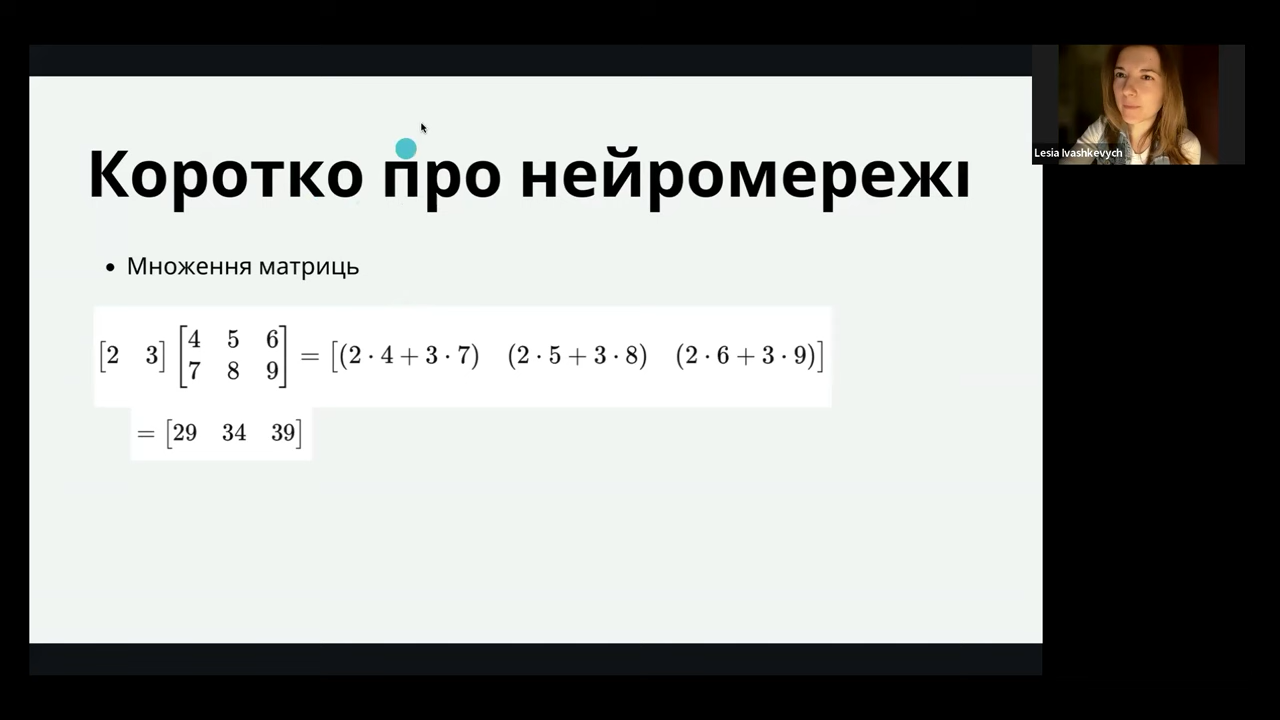 Коротко про нейромережі
• Множення матриць
[2 3] [4 5 6; 7 8 9] = [(2 · 4 + 3 · 7) (2 · 5 + 3 · 8) (2 · 6 + 3 · 9)]
= [29 34 39]
Lesia Ivashkevych